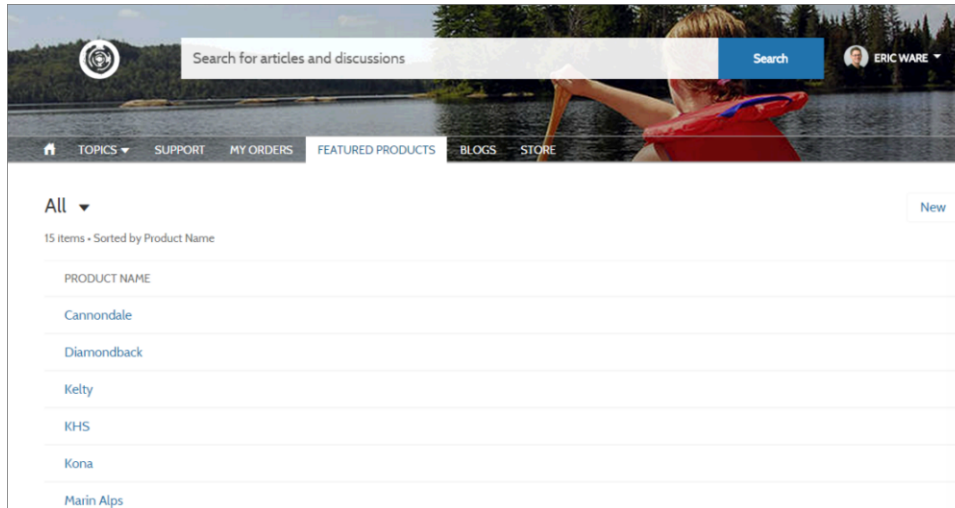 Search for articles and discussions
Search
ERIC WARE
TOPICS SUPPORT MY ORDERS FEATURED PRODUCTS BLOGS STORE
All
New
15 items • Sorted by Product Name
PRODUCT NAME
Cannondale
Diamondback
Kelty
KHS
Kona
Marin Alps